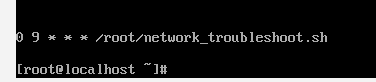 0 9 * * * /root/network_troubleshoot.sh
[root@localhost ~]#